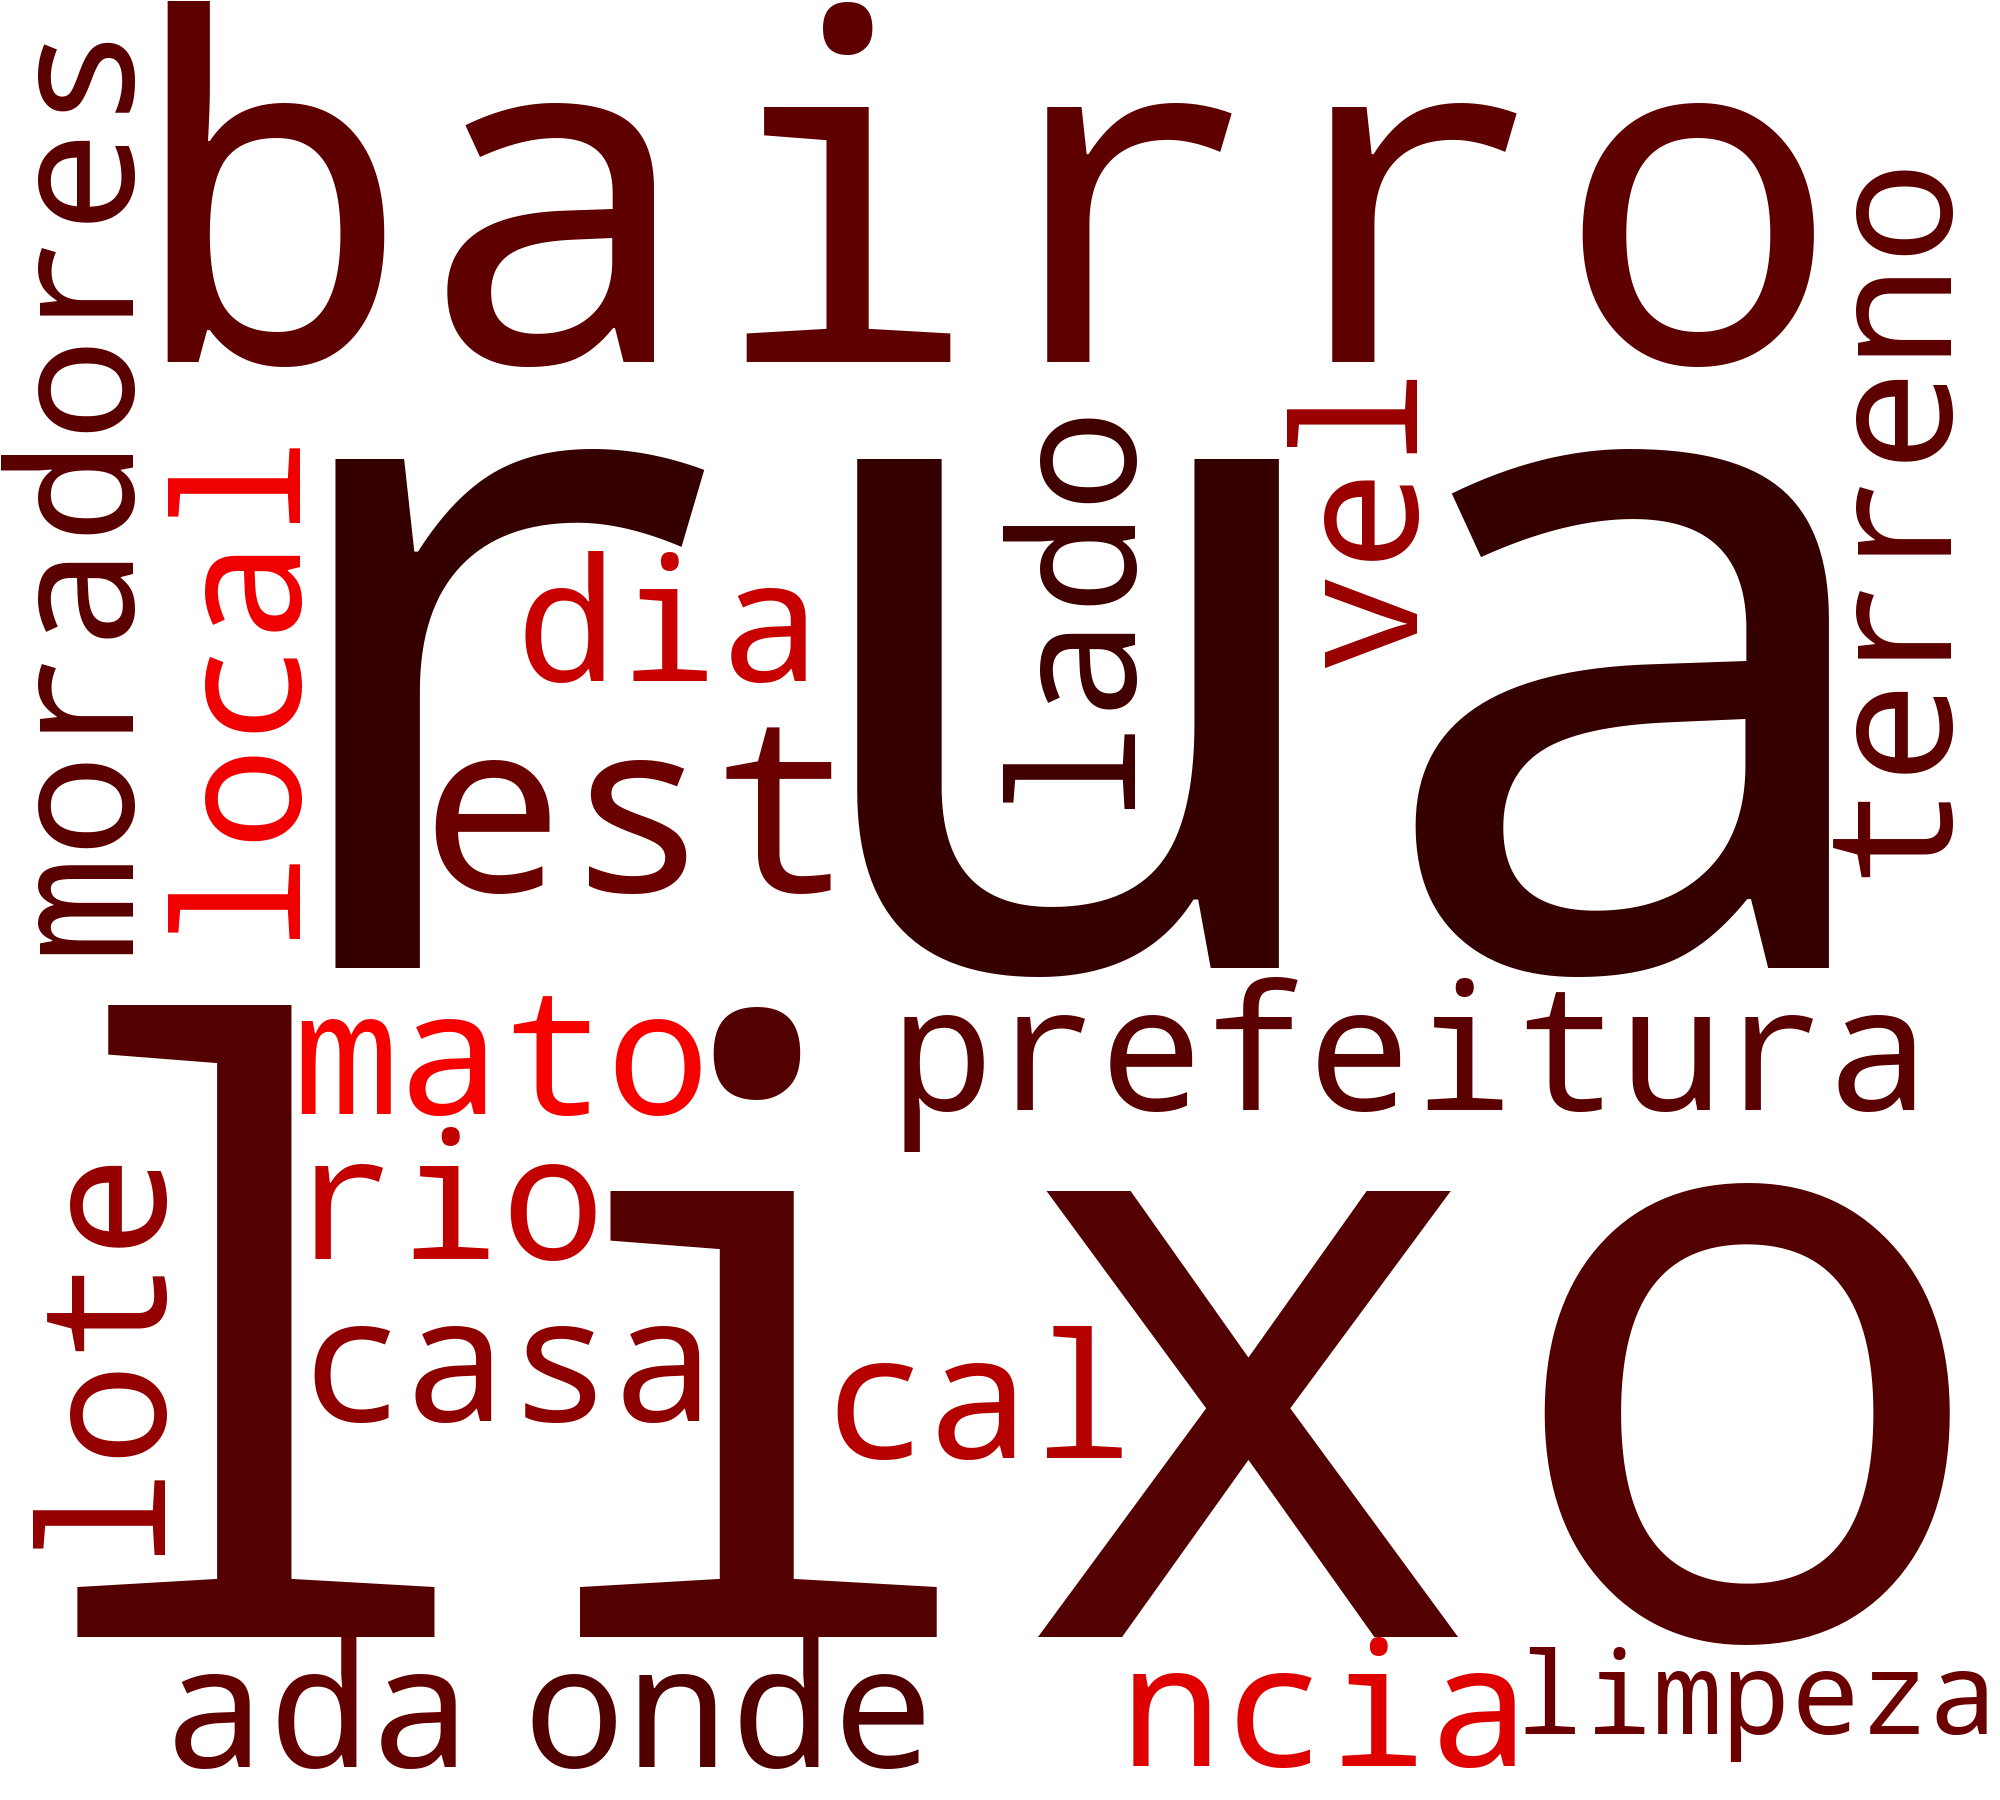 moradores
bairro
terreno
local
rua
dia
lado
vel
est
mato
prefeitura
lixo
rio
lote
casa
cal
ada
onde
ncia
limpeza